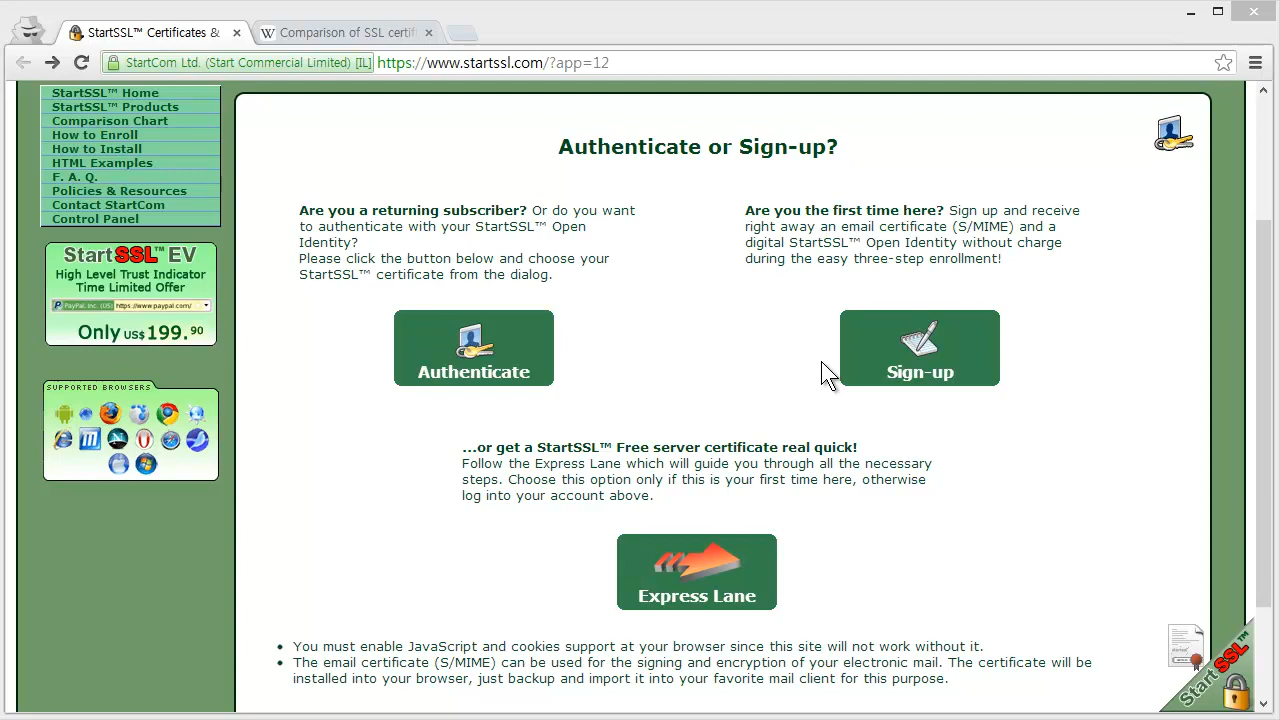 StartSSL™ Certificates &
Comparison of SSL certifi
StartCom Ltd. (Start Commercial Limited) [IL]
https://www.startssl.com/?app=12
StartSSL™ Home
StartSSL™ Products
Comparison Chart
How to Enroll
How to Install
HTML Examples
F. A. Q.
Policies & Resources
Contact StartCom
Control Panel
StartSSL™ EV
High Level Trust Indicator
Time Limited Offer
PayPal, Inc. (US) https://www.paypal.com/
Only US$ 199.90
SUPPORTED BROWSERS
Authenticate or Sign-up?
Are you a returning subscriber? Or do you want
to authenticate with your StartSSL™ Open
Identity?
Please click the button below and choose your
StartSSL™ certificate from the dialog.
Authenticate
Are you the first time here? Sign up and receive
right away an email certificate (S/MIME) and a
digital StartSSL™ Open Identity without charge
during the easy three-step enrollment!
Sign-up
...or get a StartSSL™ Free server certificate real quick!
Follow the Express Lane which will guide you through all the necessary
steps. Choose this option only if this is your first time here, otherwise
log into your account above.
Express Lane
• You must enable JavaScript and cookies support at your browser since this site will not work without it.
• The email certificate (S/MIME) can be used for the signing and encryption of your electronic mail. The certificate will be
installed into your browser, just backup and import it into your favorite mail client for this purpose.
StartSSL™